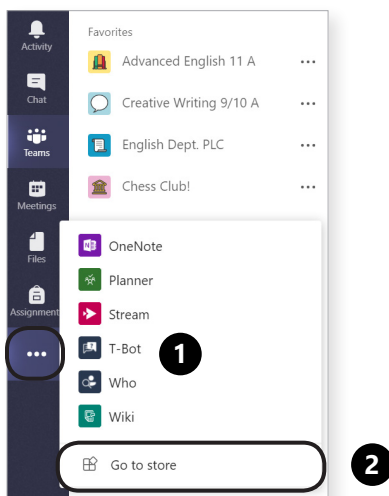 Activity
Chat
Teams
Meetings
Files
Assignment
Favorites
Advanced English 11 A
Creative Writing 9/10 A
English Dept. PLC
Chess Club!
OneNote
Planner
Stream
T-Bot
1
Who
Wiki
Go to store
2